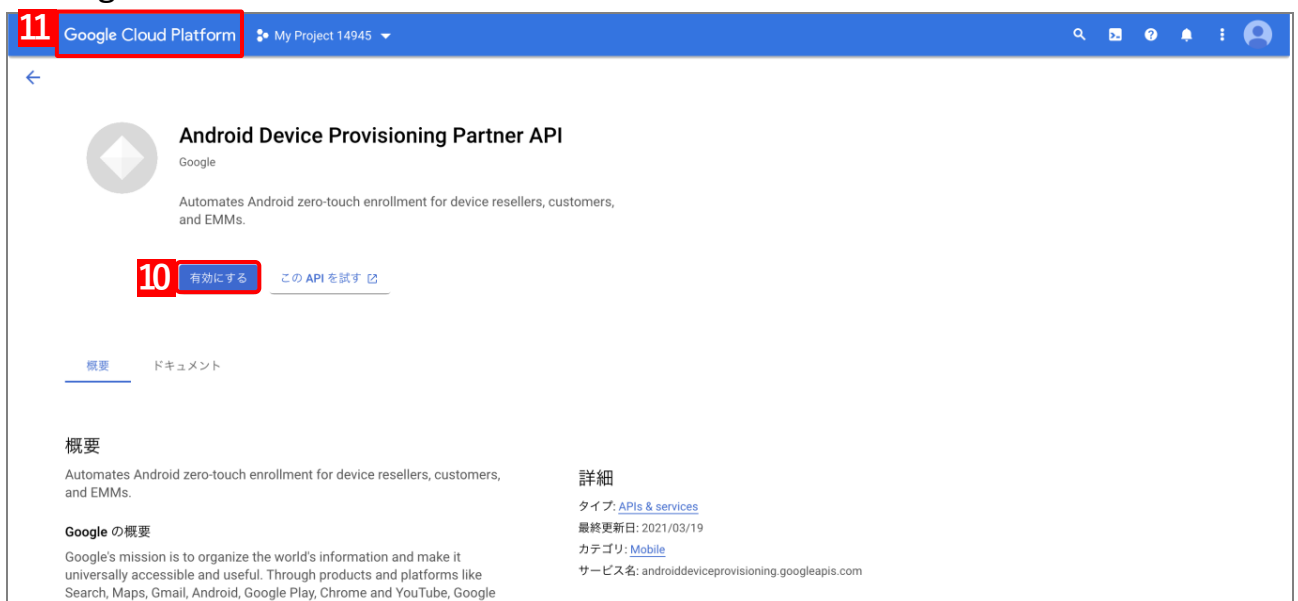 11 Google Cloud Platform My Project 14945
Android Device Provisioning Partner API
Google
Automates Android zero-touch enrollment for device resellers, customers,
and EMMs.
10 有効にする この API を試す
概要 ドキュメント
概要
Automates Android zero-touch enrollment for device resellers, customers,
and EMMs.
Google の概要
Google's mission is to organize the world's information and make it
universally accessible and useful. Through products and platforms like
Search, Maps, Gmail, Android, Google Play, Chrome and YouTube, Google
詳細
タイプ: APIs & services
最終更新日: 2021/03/19
カテゴリ: Mobile
サービス名: androiddeviceprovisioning.googleapis.com